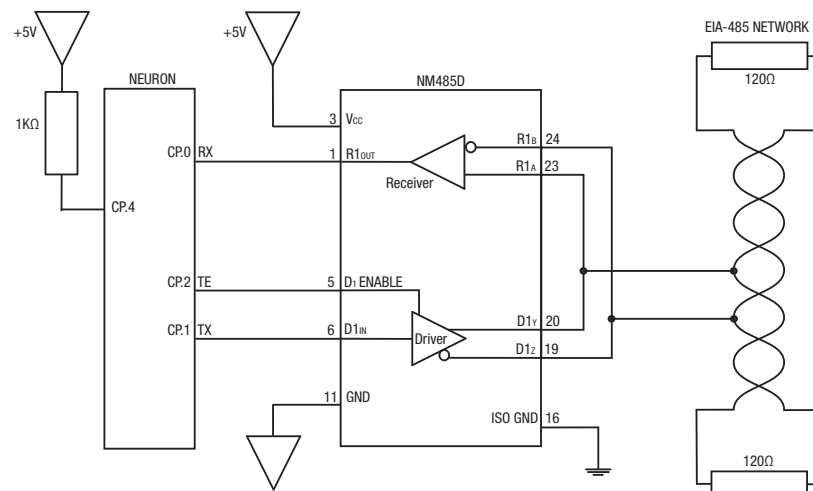 EIA-485 NETWORK
+5V
+5V
120Ω
NEURON
NM485D
1KΩ
3 VCC
R1B 24
CP.0 RX
1 R1OUT
R1A 23
Receiver
CP.4
CP.2 TE
5 D1 ENABLE
D1Y 20
CP.1 TX
6 D1IN
Driver
D1Z 19
11 GND
ISO GND 16
120Ω